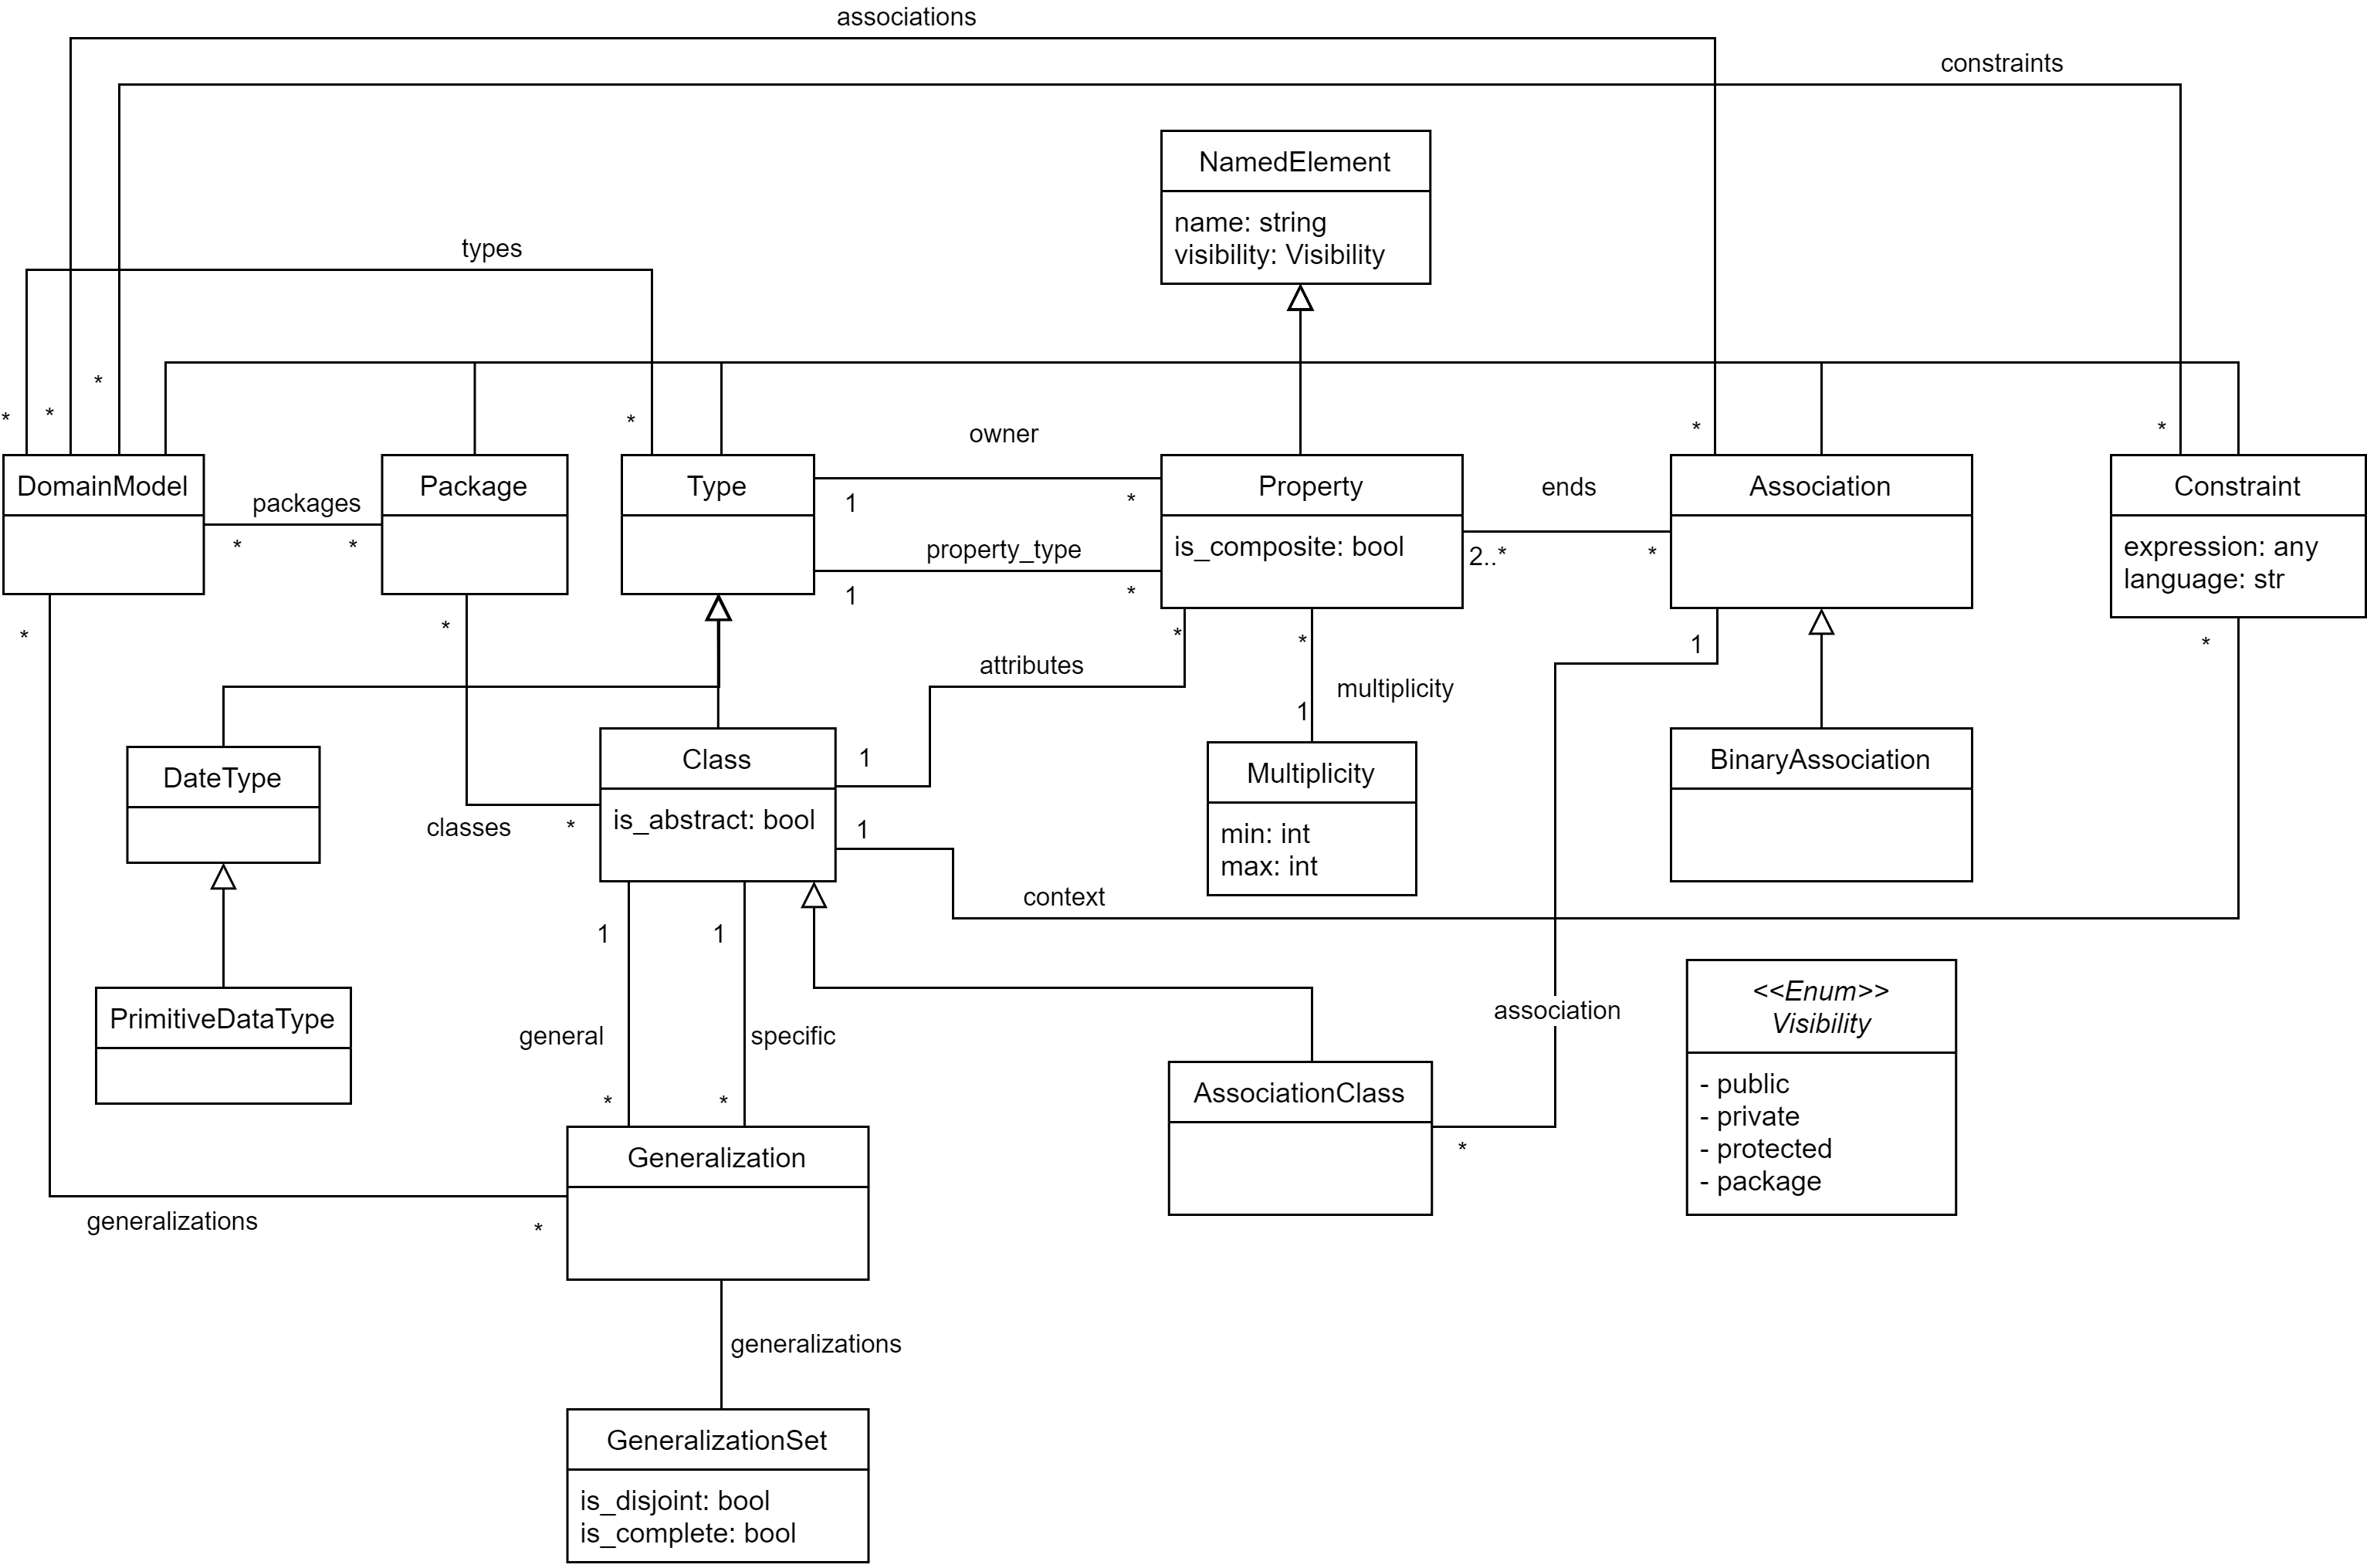 associations
constraints
NamedElement
name: string
visibility: Visibility
types
*
*
*
*
*
*
owner
DomainModel
packages
*
*
Package
Type
1
*
property_type
1
*
Property
is_composite: bool
ends
2..*
*
Association
Constraint
expression: any
language: str
*
*
*
*
*
1
*
attributes
multiplicity
1
DateType
Class
is_abstract: bool
1
1
classes
*
Multiplicity
min: int
max: int
BinaryAssociation
context
1
1
general
specific
*
*
PrimitiveDataType
association
<<Enum>>
Visibility
- public
- private
- protected
- package
AssociationClass
*
Generalization
generalizations
*
generalizations
GeneralizationSet
is_disjoint: bool
is_complete: bool